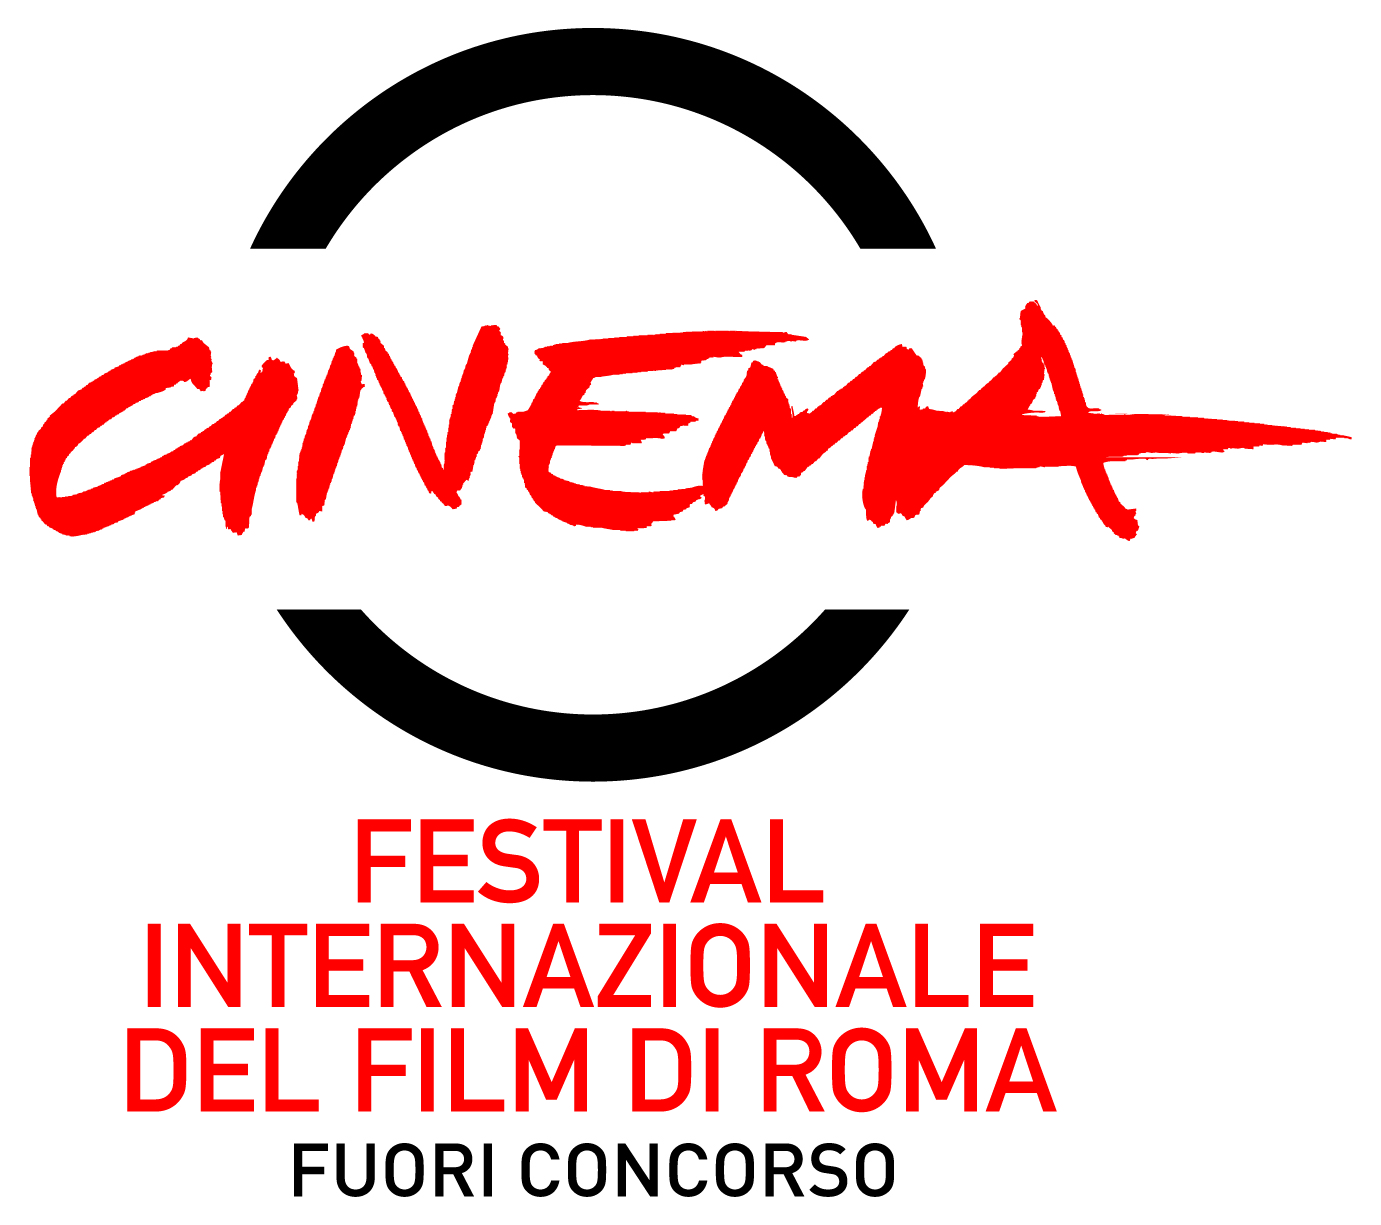 CINEMA
FESTIVAL
INTERNAZIONALE
DEL FILM DI ROMA
FUORI CONCORSO